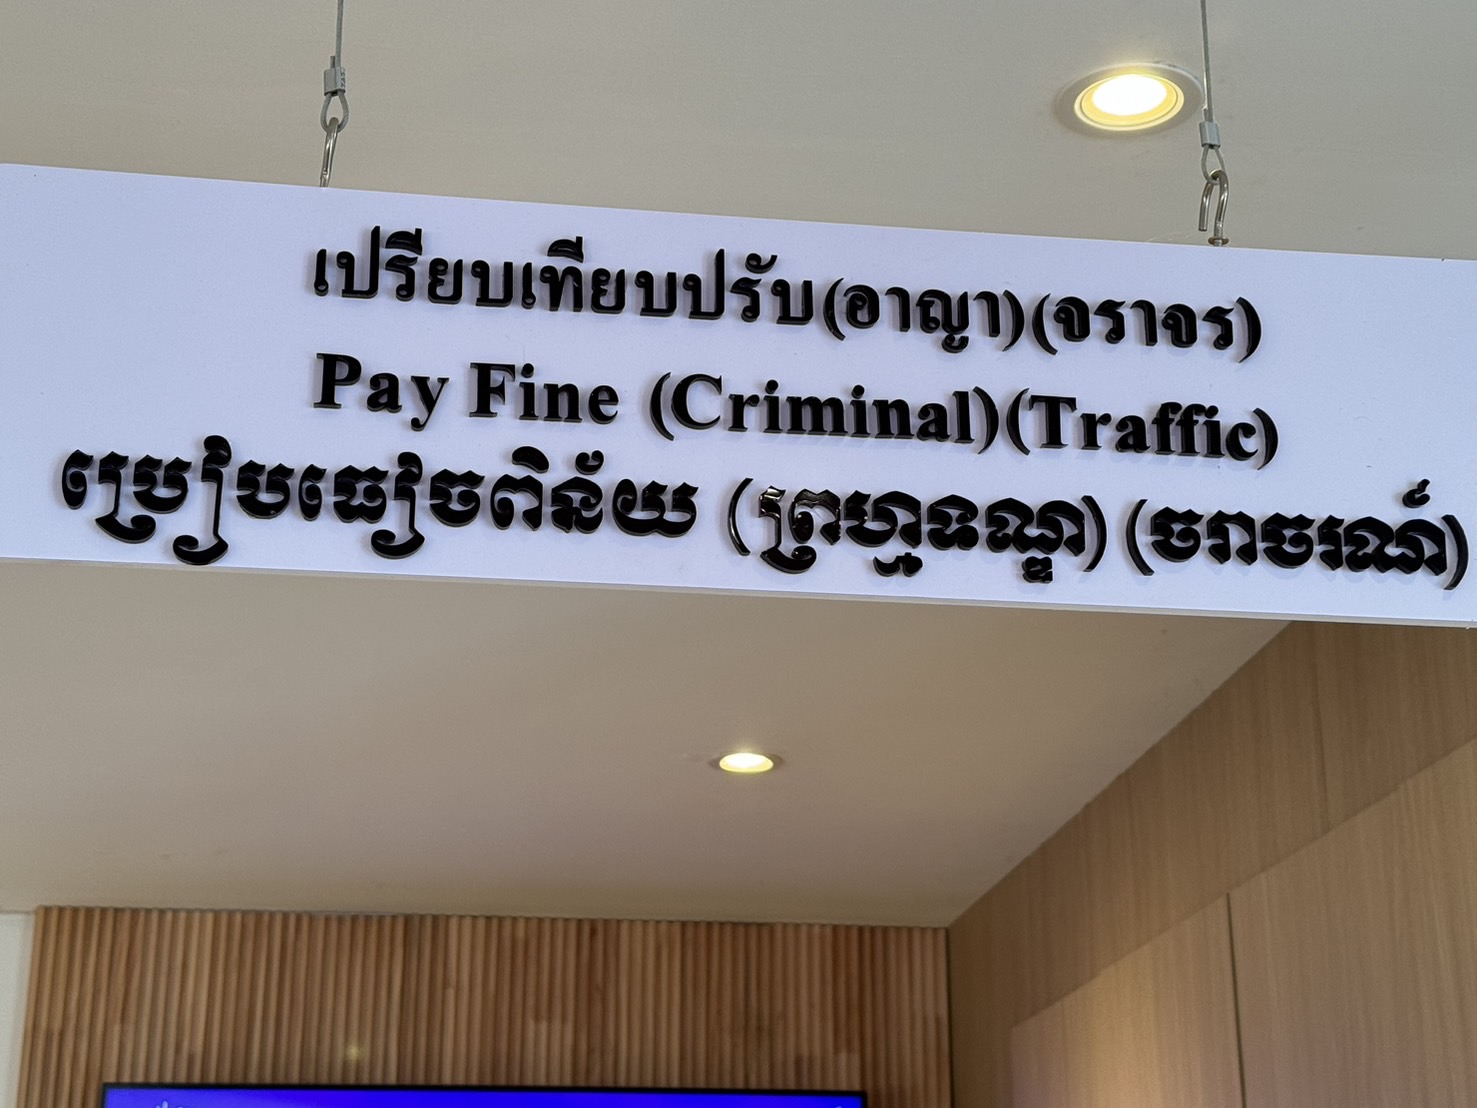 เปรียบเทียบปรับ(อาญา)(จราจร)
Pay Fine (Criminal)(Traffic)
ប្រៀបធៀចពិន័យ (ព្រហ្មទណ្ឌ) (ចរាចរណ៍)